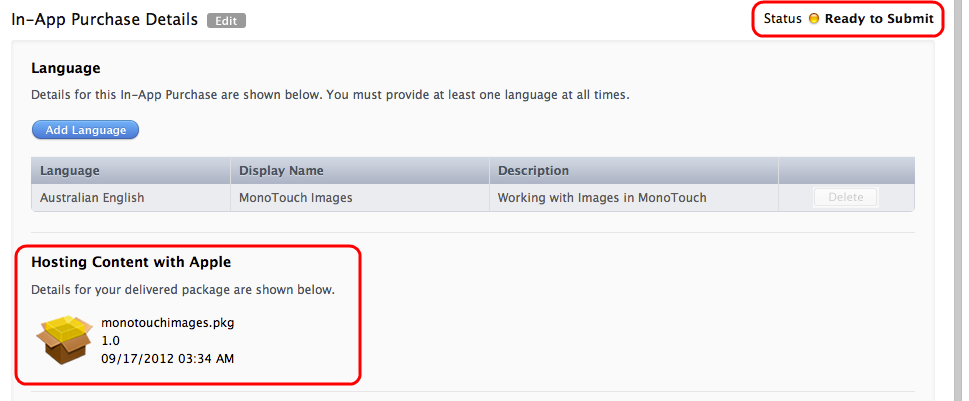 In-App Purchase Details Edit Status Ready to Submit
Language
Details for this In-App Purchase are shown below. You must provide at least one language at all times.
Add Language
Language Display Name Description
Australian English MonoTouch Images Working with Images in MonoTouch Delete
Hosting Content with Apple
Details for your delivered package are shown below.
monotouchimages.pkg
1.0
09/17/2012 03:34 AM